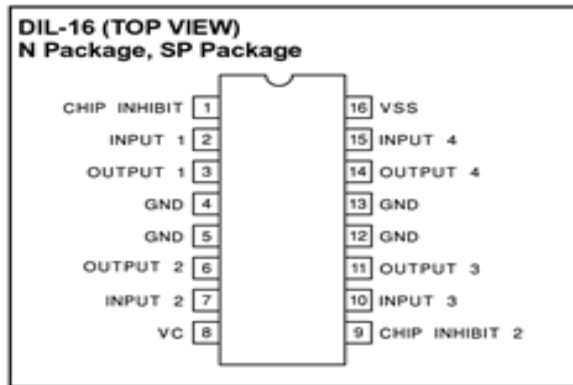 DIL-16 (TOP VIEW)
N Package, SP Package
CHIP INHIBIT 1
16 VSS
INPUT 1 2
15 INPUT 4
OUTPUT 1 3
14 OUTPUT 4
GND 4
13 GND
GND 5
12 GND
OUTPUT 2 6
11 OUTPUT 3
INPUT 2 7
10 INPUT 3
VC 8
9 CHIP INHIBIT 2